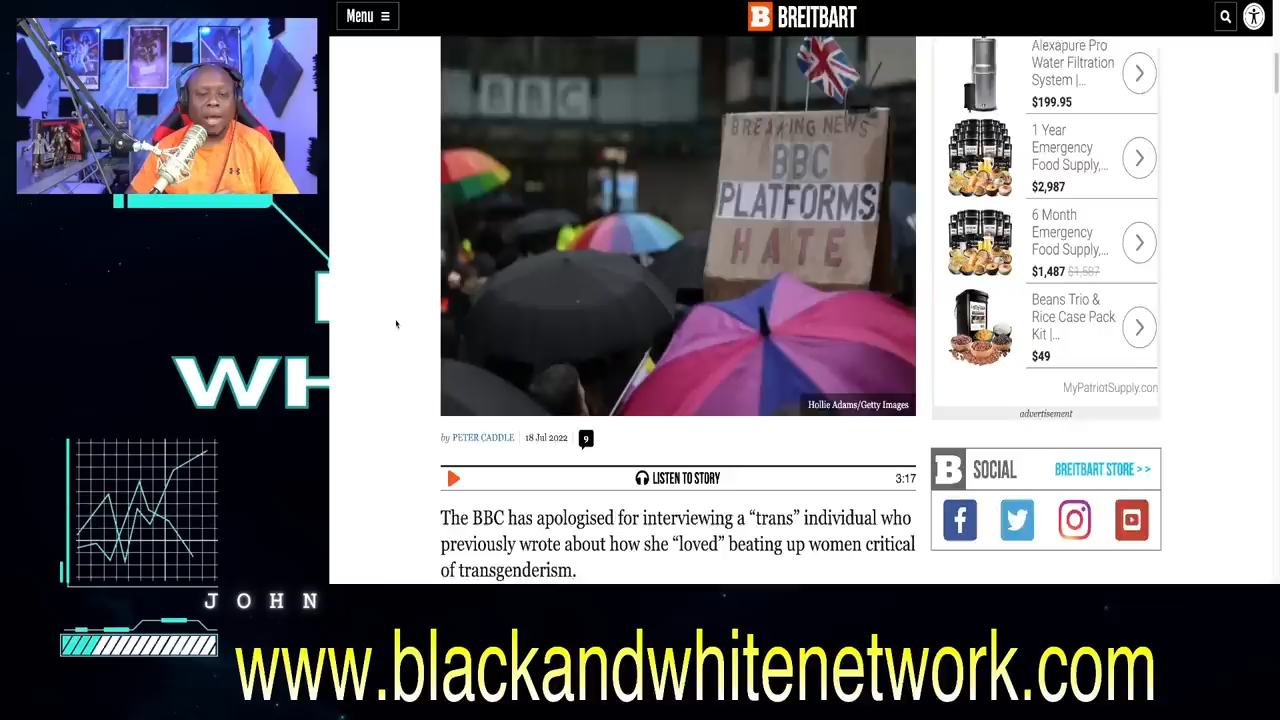 Menu
B BREITBART
BBC
BREAKING NEWS
BBC
PLATFORMS
HATE
Hollie Adams/Getty Images
Alexapure Pro
Water Filtration
System |...
$199.95
1 Year
Emergency
Food Supply,...
$2,987
6 Month
Emergency
Food Supply,...
$1,487 $1,587
Beans Trio &
Rice Case Pack
Kit |...
$49
MyPatriotSupply.com
advertisement
by PETER CADDLE 18 Jul 2022 9
LISTEN TO STORY 3:17
The BBC has apologised for interviewing a “trans” individual who
previously wrote about how she “loved” beating up women critical
of transgenderism.
B SOCIAL BREITBART STORE > >
WH
JOHN
www.blackandwhitenetwork.com